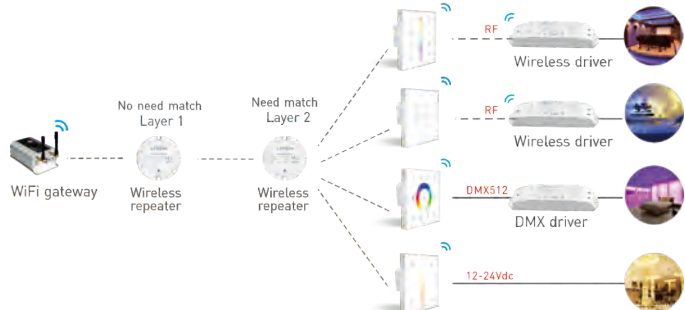 RF
Wireless driver
No need match
Layer 1
Need match
Layer 2
RF
Wireless driver
WiFi gateway
Wireless
repeater
Wireless
repeater
DMX512
DMX driver
12-24Vdc